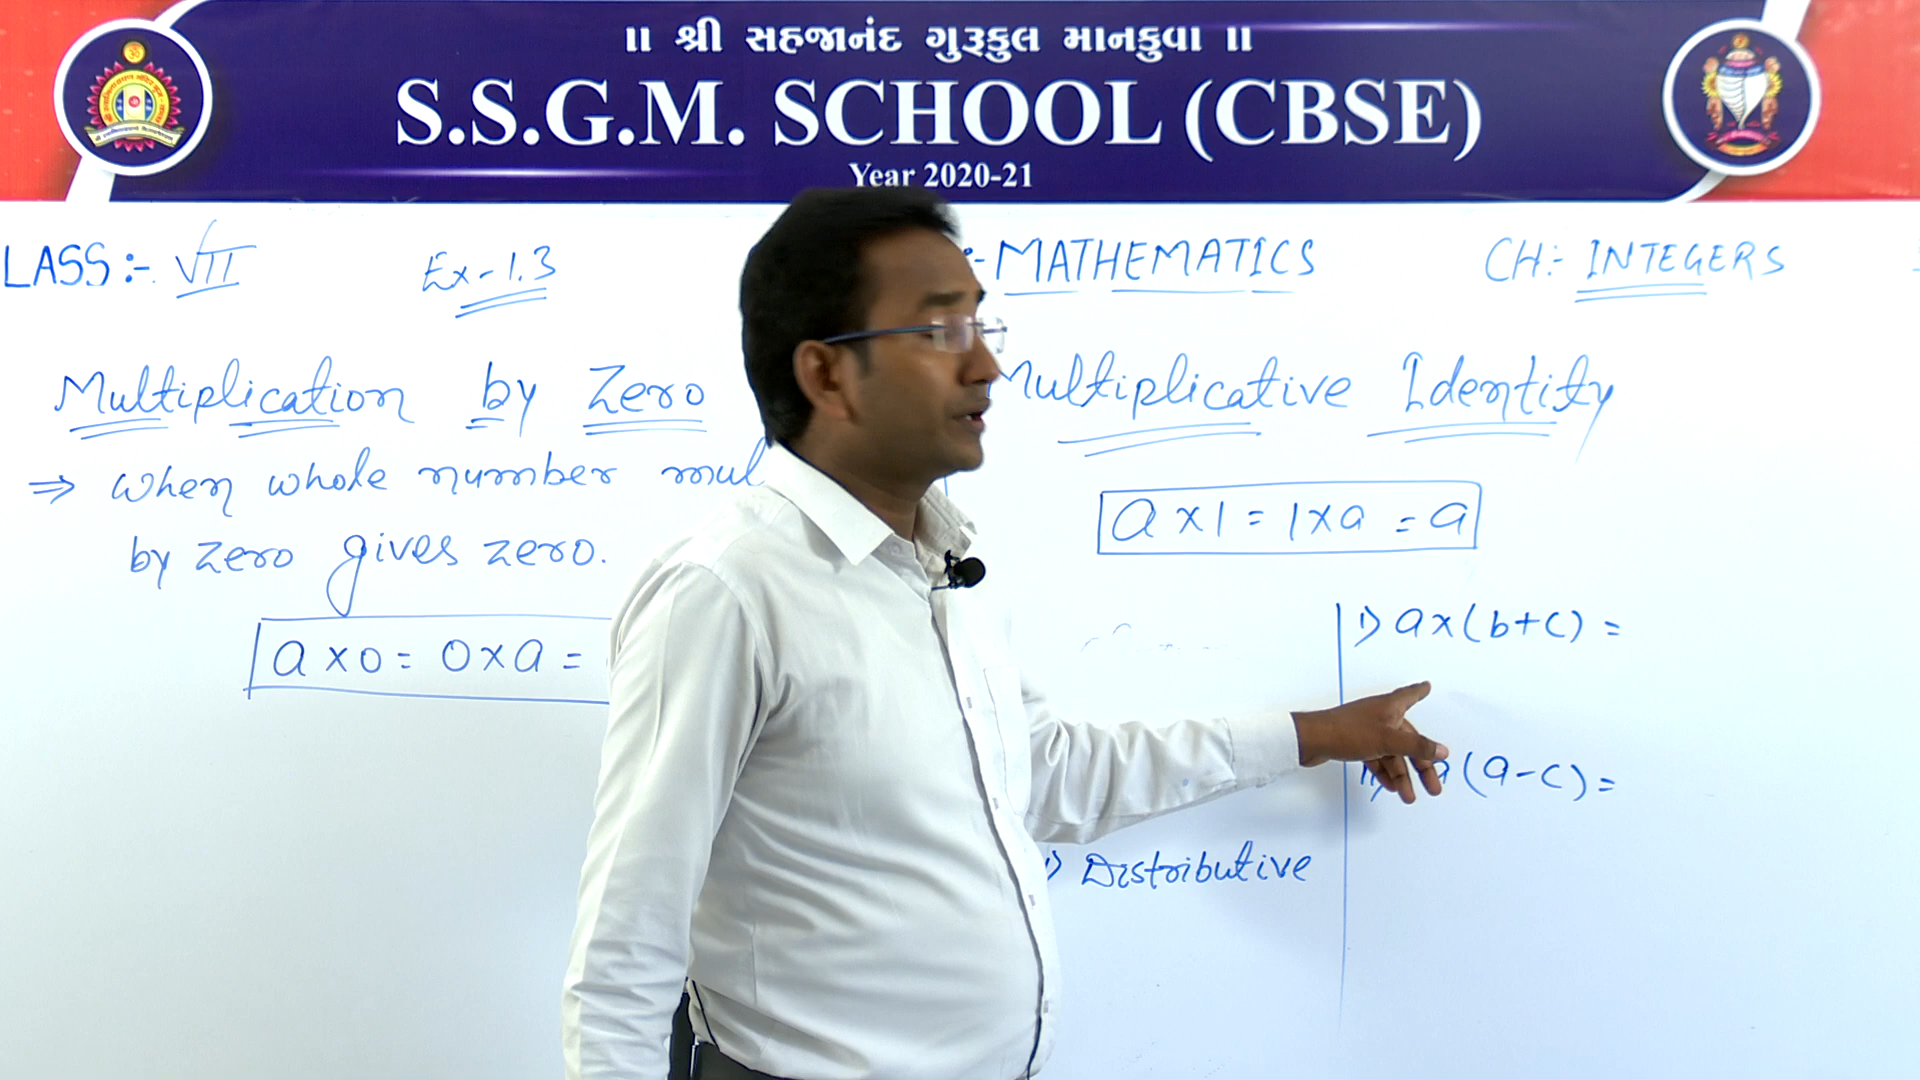 ॥ શ્રી સહજાનંદ ગુરૂકુલ માનકુવા ॥
S.S.G.M. SCHOOL (CBSE)
Year 2020-21
LASS :- VII
Ex-1.3
:- MATHEMATICS
CH:- INTEGERS
Multiplication by Zero
⇒ when whole number mul
by zero gives zero.
a x 0 = 0 x a =
Multiplicative Identity
a x 1 = 1 x a = a
i) a x (b+c) =
(a-c) =
Distributive